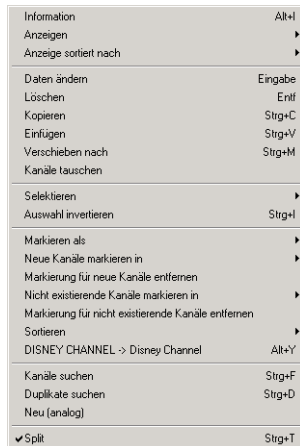 Information Alt+I
Anzeigen
Anzeige sortiert nach
Daten ändern Eingabe
Löschen Entf
Kopieren Strg+C
Einfügen Strg+V
Verschieben nach Strg+M
Kanäle tauschen
Selektieren
Auswahl invertieren Strg+I
Markieren als
Neue Kanäle markieren in
Markierung für neue Kanäle entfernen
Nicht existierende Kanäle markieren in
Markierung für nicht existierende Kanäle entfernen
Sortieren
DISNEY CHANNEL -> Disney Channel Alt+Y
Kanäle suchen Strg+F
Duplikate suchen Strg+D
Neu (analog)
Split Strg+T